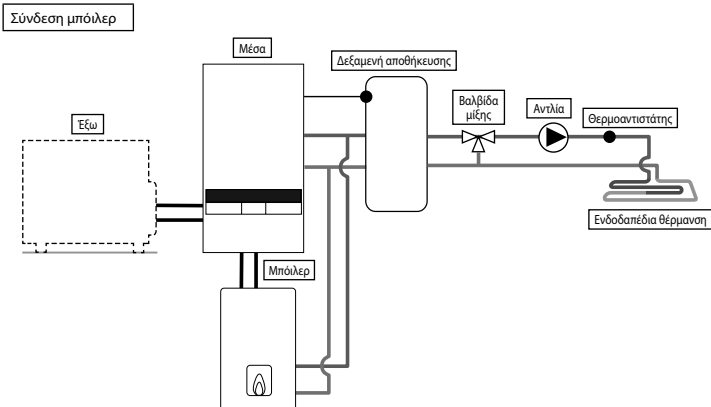 Σύνδεση μπόιλερ
Μέσα
Δεξαμενή αποθήκευσης
Έξω
Βαλβίδα
μίξης
Αντλία
Θερμοαντιστάτης
Ενδοδαπέδια θέρμανση
Μπόιλερ